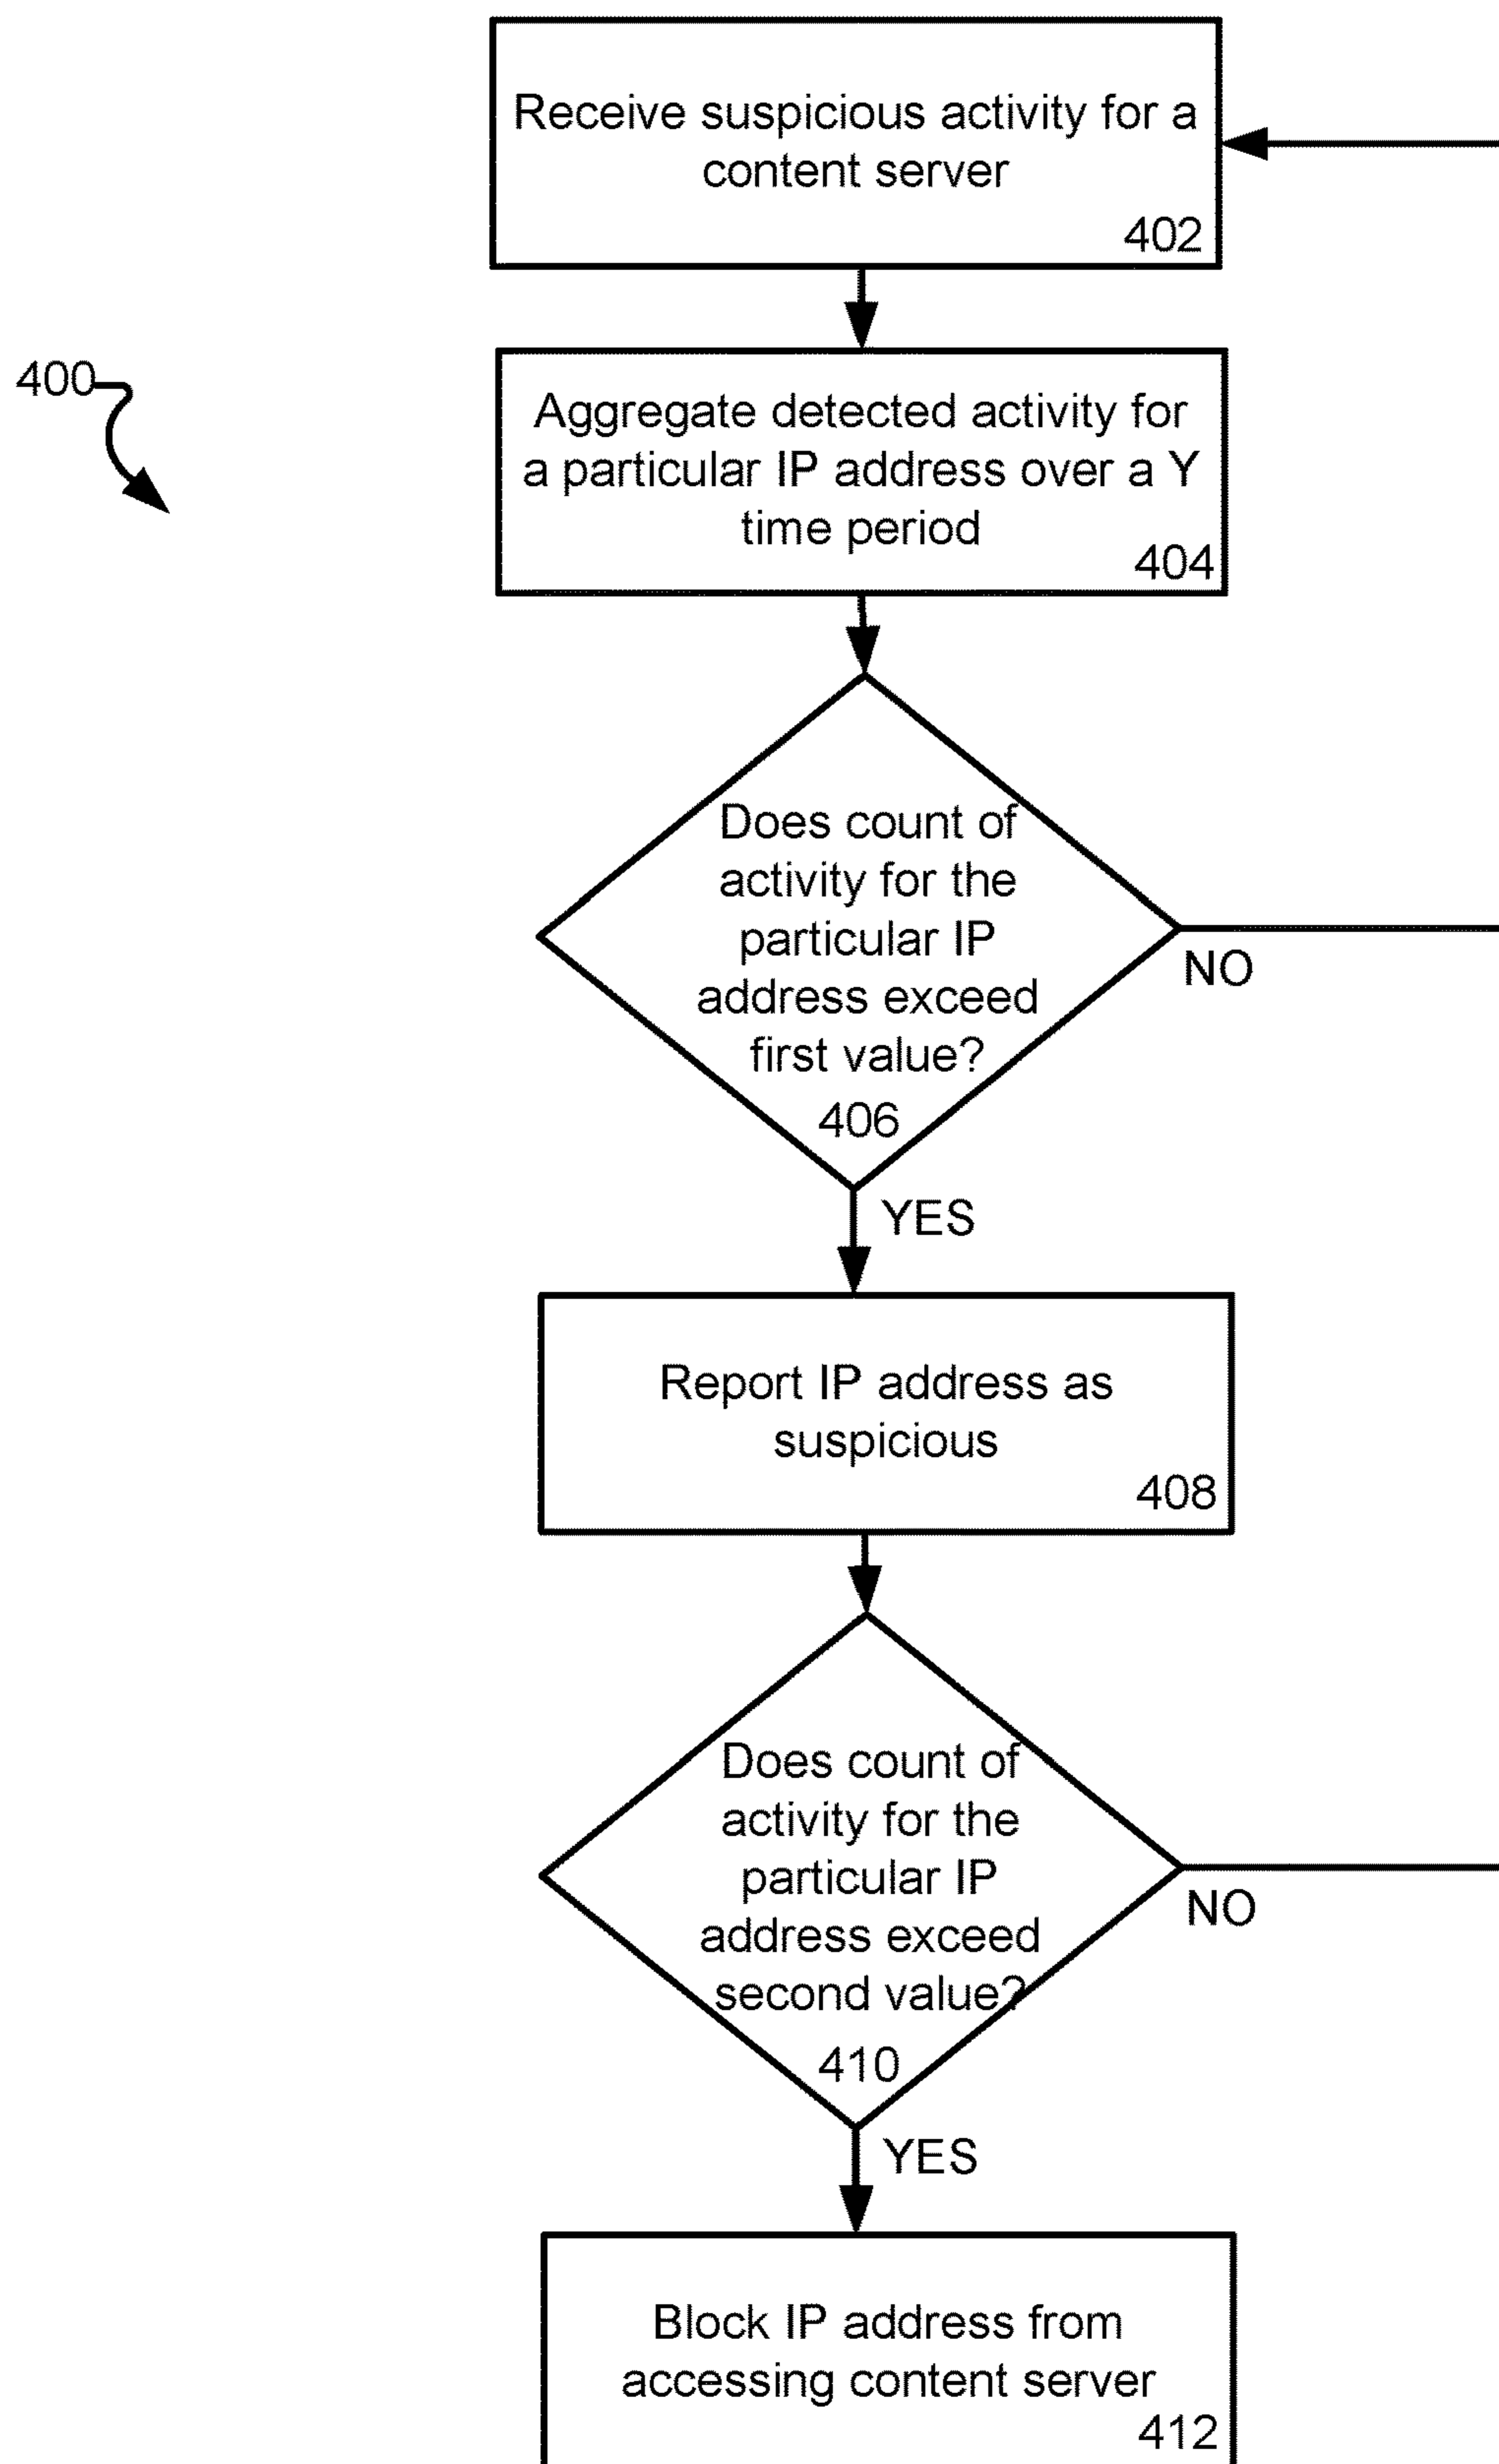 Receive suspicious activity for a
content server
402
400
Aggregate detected activity for
a particular IP address over a Y
time period
404
Does count of
activity for the
particular IP
address exceed
first value?
406
NO
YES
Report IP address as
suspicious
408
Does count of
activity for the
particular IP
address exceed
second value?
410
NO
YES
Block IP address from
accessing content server
412